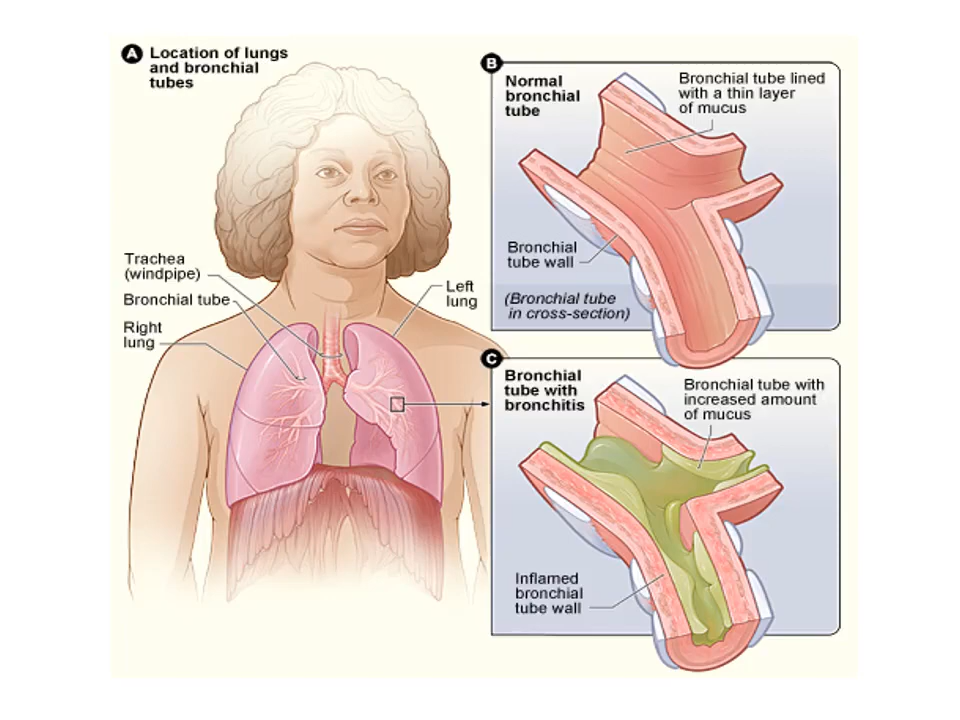 A
Location of lungs
and bronchial
tubes
Trachea
(windpipe)
Bronchial tube
Right
lung
Left
lung
B
Normal
bronchial
tube
Bronchial tube lined
with a thin layer
of mucus
Bronchial
tube wall
(Bronchial tube
in cross-section)
C
Bronchial
tube with
bronchitis
Bronchial tube with
increased amount
of mucus
Inflamed
bronchial
tube wall